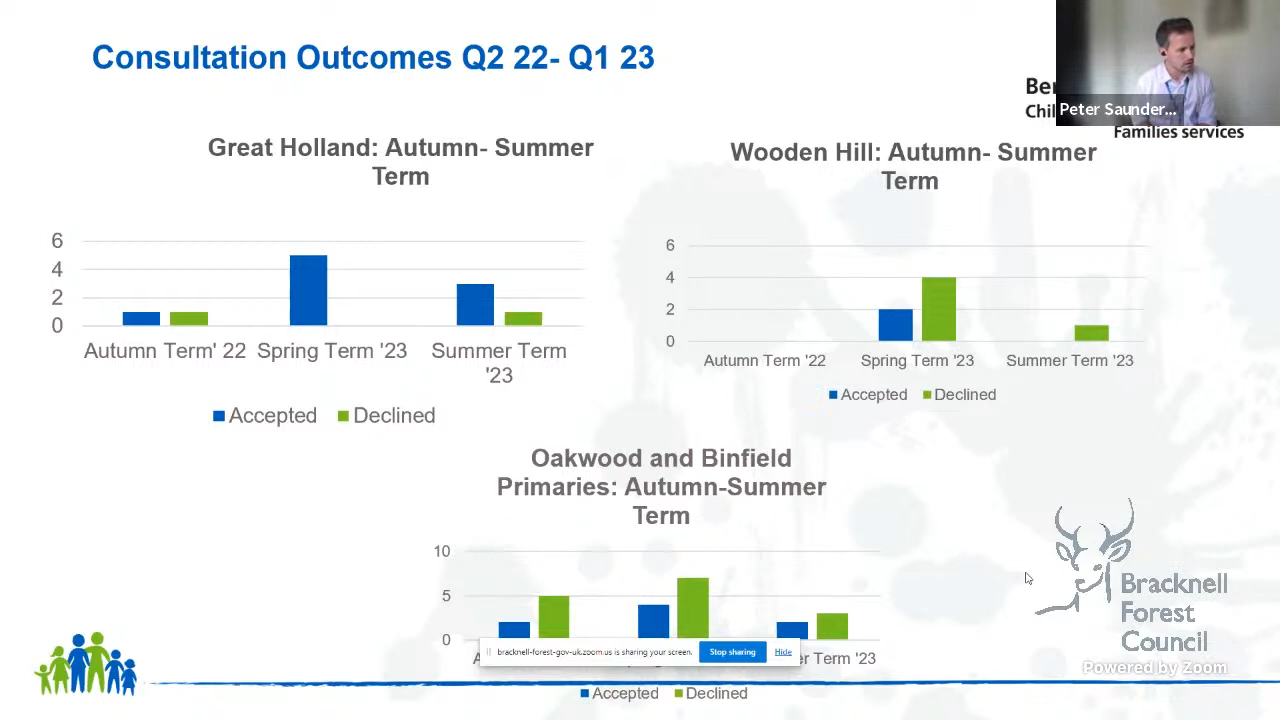 Consultation Outcomes Q2 22- Q1 23
Peter Saunder...
Families services
Great Holland: Autumn- Summer
Term
6
4
2
0
Autumn Term' 22
Spring Term '23
Summer Term
'23
Accepted
Declined
Wooden Hill: Autumn- Summer
Term
6
4
2
0
Autumn Term '22
Spring Term '23
Summer Term '23
Accepted
Declined
Oakwood and Binfield
Primaries: Autumn-Summer
Term
10
5
0
Term '23
bracknell-forest-gov-uk.zoom.us is sharing your screen.
Stop sharing
Hide
Accepted
Declined
Bracknell
Forest
Council
Powered by Zoom